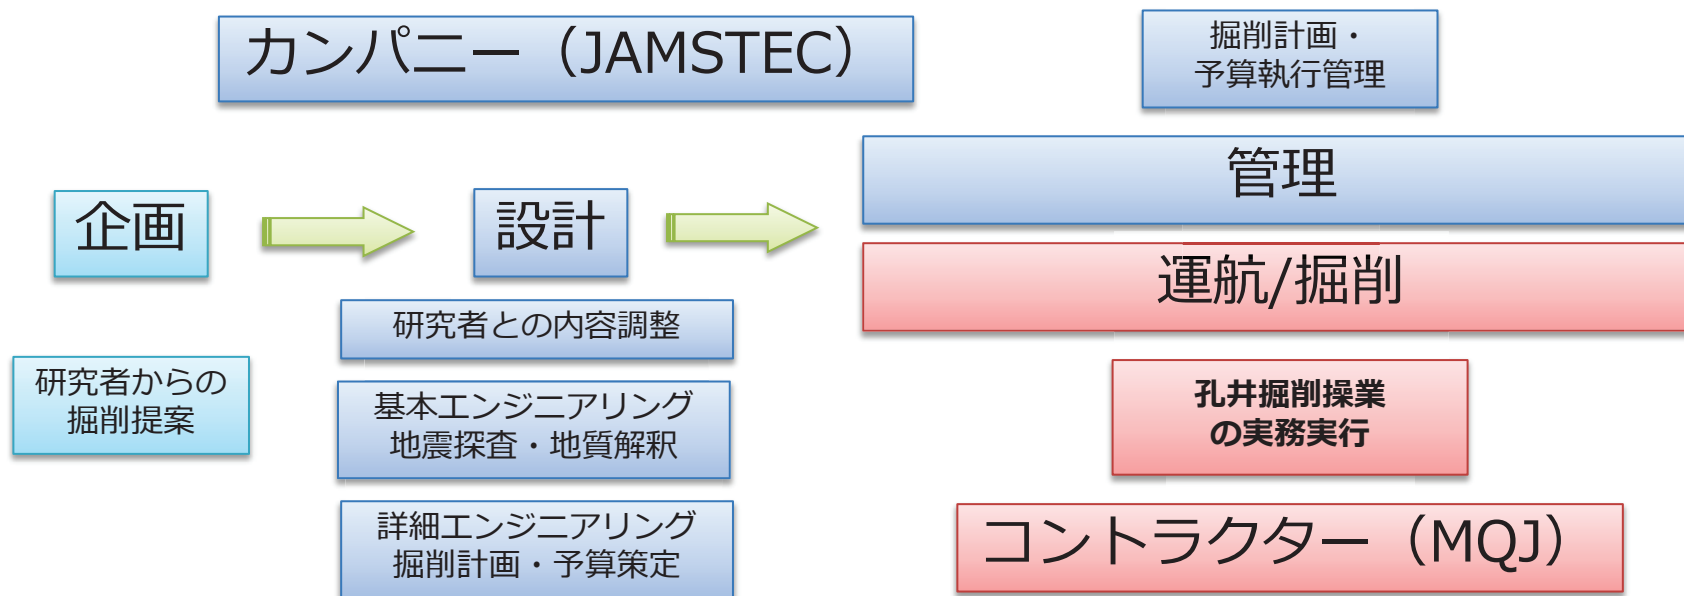 カンパニー（JAMSTEC）
掘削計画・
予算執行管理
管理
企画
設計
運航/掘削
研究者との内容調整
研究者からの
掘削提案
基本エンジニアリング
地震探査・地質解釈
孔井掘削操業
の実務実行
詳細エンジニアリング
掘削計画・予算策定
コントラクター（MQJ）